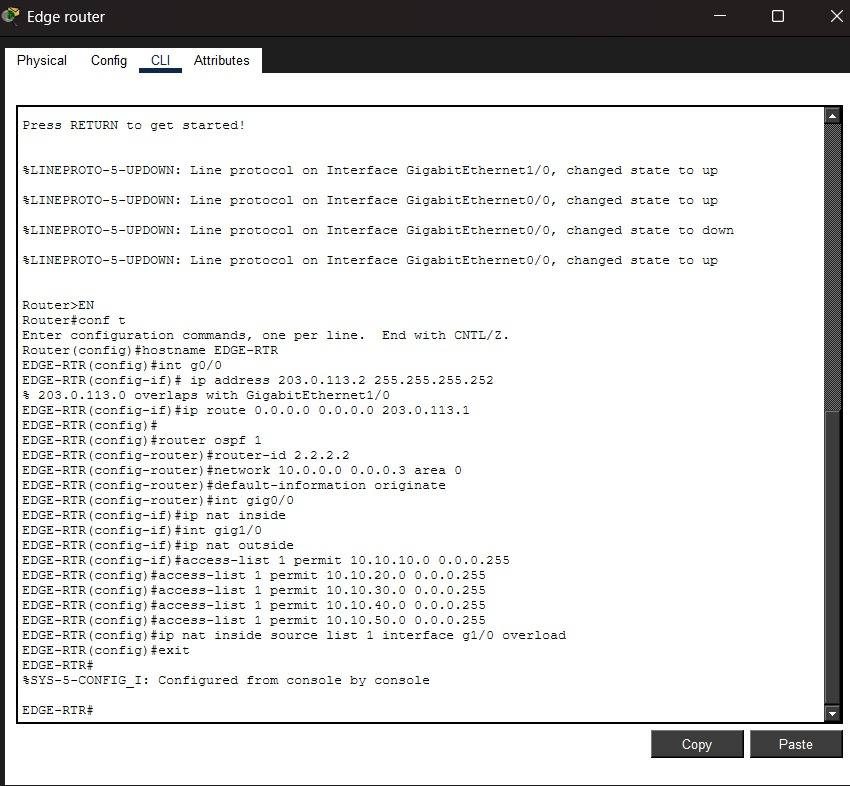 Edge router
Physical Config CLI Attributes
Press RETURN to get started!
%LINEPROTO-5-UPDOWN: Line protocol on Interface GigabitEthernet1/0, changed state to up
%LINEPROTO-5-UPDOWN: Line protocol on Interface GigabitEthernet0/0, changed state to up
%LINEPROTO-5-UPDOWN: Line protocol on Interface GigabitEthernet0/0, changed state to down
%LINEPROTO-5-UPDOWN: Line protocol on Interface GigabitEthernet0/0, changed state to up
Router>EN
Router#conf t
Enter configuration commands, one per line.  End with CNTL/Z.
Router(config)#hostname EDGE-RTR
EDGE-RTR(config)#int g0/0
EDGE-RTR(config-if)# ip address 203.0.113.2 255.255.255.252
% 203.0.113.0 overlaps with GigabitEthernet1/0
EDGE-RTR(config-if)#ip route 0.0.0.0 0.0.0.0 203.0.113.1
EDGE-RTR(config)#
EDGE-RTR(config)#router ospf 1
EDGE-RTR(config-router)#router-id 2.2.2.2
EDGE-RTR(config-router)#network 10.0.0.0 0.0.0.3 area 0
EDGE-RTR(config-router)#default-information originate
EDGE-RTR(config-router)#int gig0/0
EDGE-RTR(config-if)#ip nat inside
EDGE-RTR(config-if)#int gig1/0
EDGE-RTR(config-if)#ip nat outside
EDGE-RTR(config-if)#access-list 1 permit 10.10.10.0 0.0.0.255
EDGE-RTR(config)#access-list 1 permit 10.10.20.0 0.0.0.255
EDGE-RTR(config)#access-list 1 permit 10.10.30.0 0.0.0.255
EDGE-RTR(config)#access-list 1 permit 10.10.40.0 0.0.0.255
EDGE-RTR(config)#access-list 1 permit 10.10.50.0 0.0.0.255
EDGE-RTR(config)#ip nat inside source list 1 interface g1/0 overload
EDGE-RTR(config)#exit
EDGE-RTR#
%SYS-5-CONFIG_I: Configured from console by console
EDGE-RTR#
Copy Paste